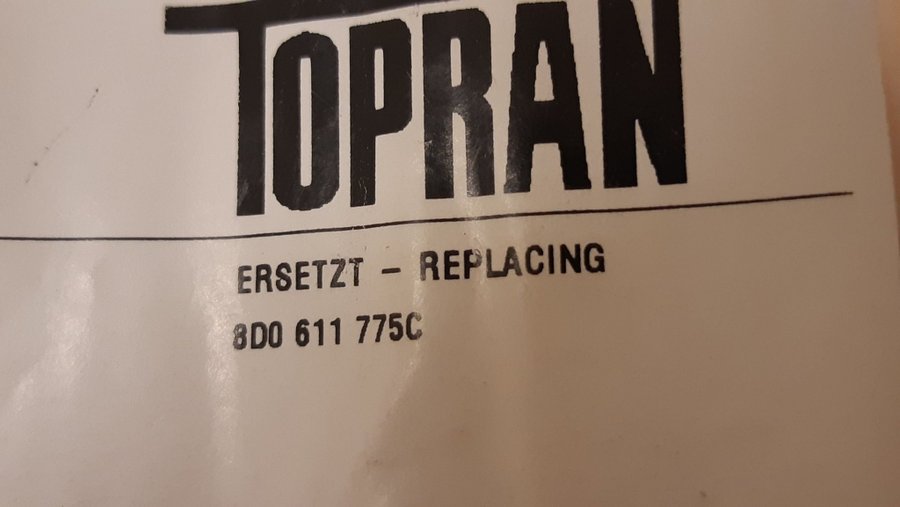 TOPRAN
ERSETZT – REPLACING
8D0 611 775C